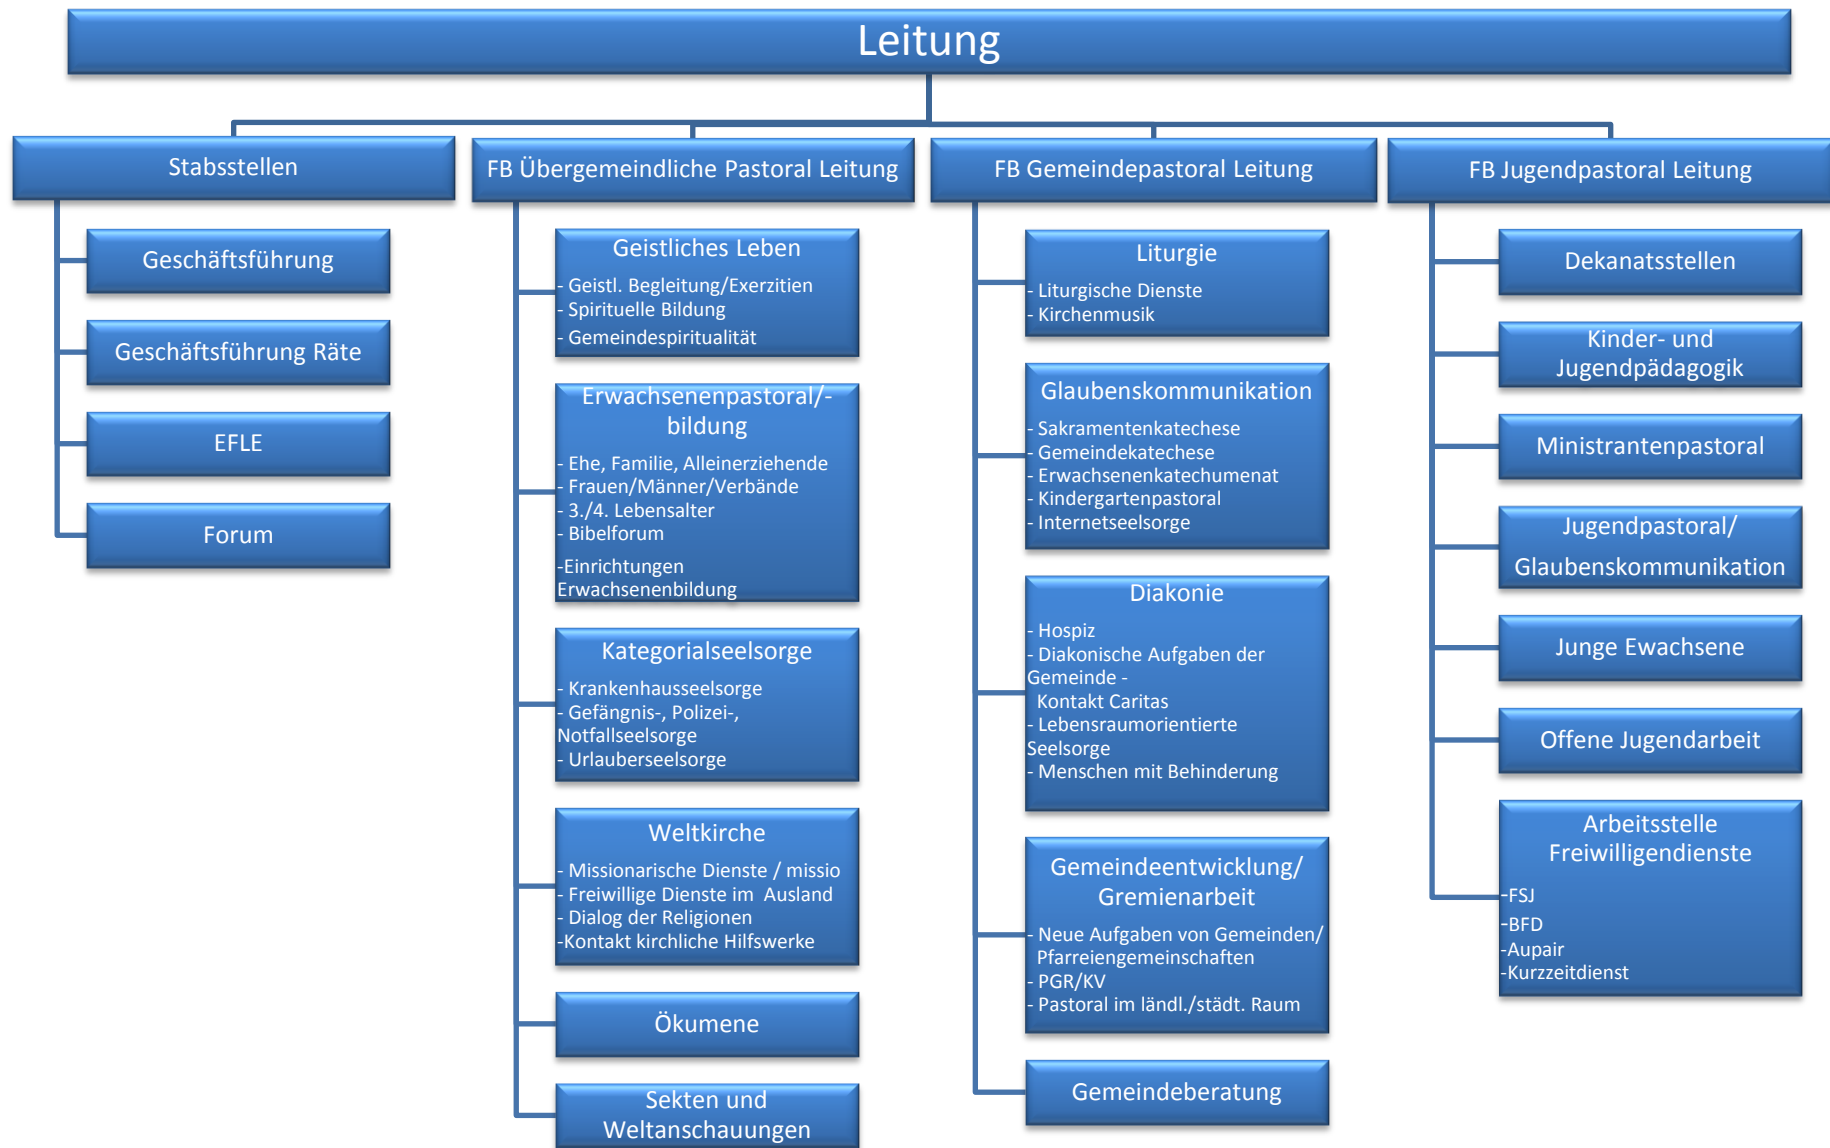 Leitung
Stabsstellen
Geschäftsführung
Geschäftsführung Räte
EFLE
Forum
FB Übergemeindliche Pastoral Leitung
Geistliches Leben
- Geistl. Begleitung/Exerzitien
- Spirituelle Bildung
- Gemeindespiritualität
Erwachsenenpastoral/-
bildung
- Ehe, Familie, Alleinerziehende
- Frauen/Männer/Verbände
- 3./4. Lebensalter
- Bibelforum
-Einrichtungen
Erwachsenenbildung
Kategorialseelsorge
- Krankenhausseelsorge
- Gefängnis-, Polizei-,
Notfallseelsorge
- Urlauberseelsorge
Weltkirche
- Missionarische Dienste / missio
- Freiwillige Dienste im Ausland
- Dialog der Religionen
-Kontakt kirchliche Hilfswerke
Ökumene
Sekten und
Weltanschauungen
FB Gemeindepastoral Leitung
Liturgie
- Liturgische Dienste
- Kirchenmusik
Glaubenskommunikation
- Sakramentenkatechese
- Gemeindekatechese
- Erwachsenenkatechumenat
- Kindergartenpastoral
- Internetseelsorge
Diakonie
- Hospiz
- Diakonische Aufgaben der
Gemeinde -
Kontakt Caritas
- Lebensraumorientierte
Seelsorge
- Menschen mit Behinderung
Gemeindeentwicklung/
Gremienarbeit
- Neue Aufgaben von Gemeinden/
Pfarreiengemeinschaften
- PGR/KV
- Pastoral im ländl./städt. Raum
Gemeindeberatung
FB Jugendpastoral Leitung
Dekanatsstellen
Kinder- und
Jugendpädagogik
Ministrantenpastoral
Jugendpastoral/
Glaubenskommunikation
Junge Ewachsene
Offene Jugendarbeit
Arbeitsstelle
Freiwilligendienste
-FSJ
-BFD
-Aupair
-Kurzzeitdienst